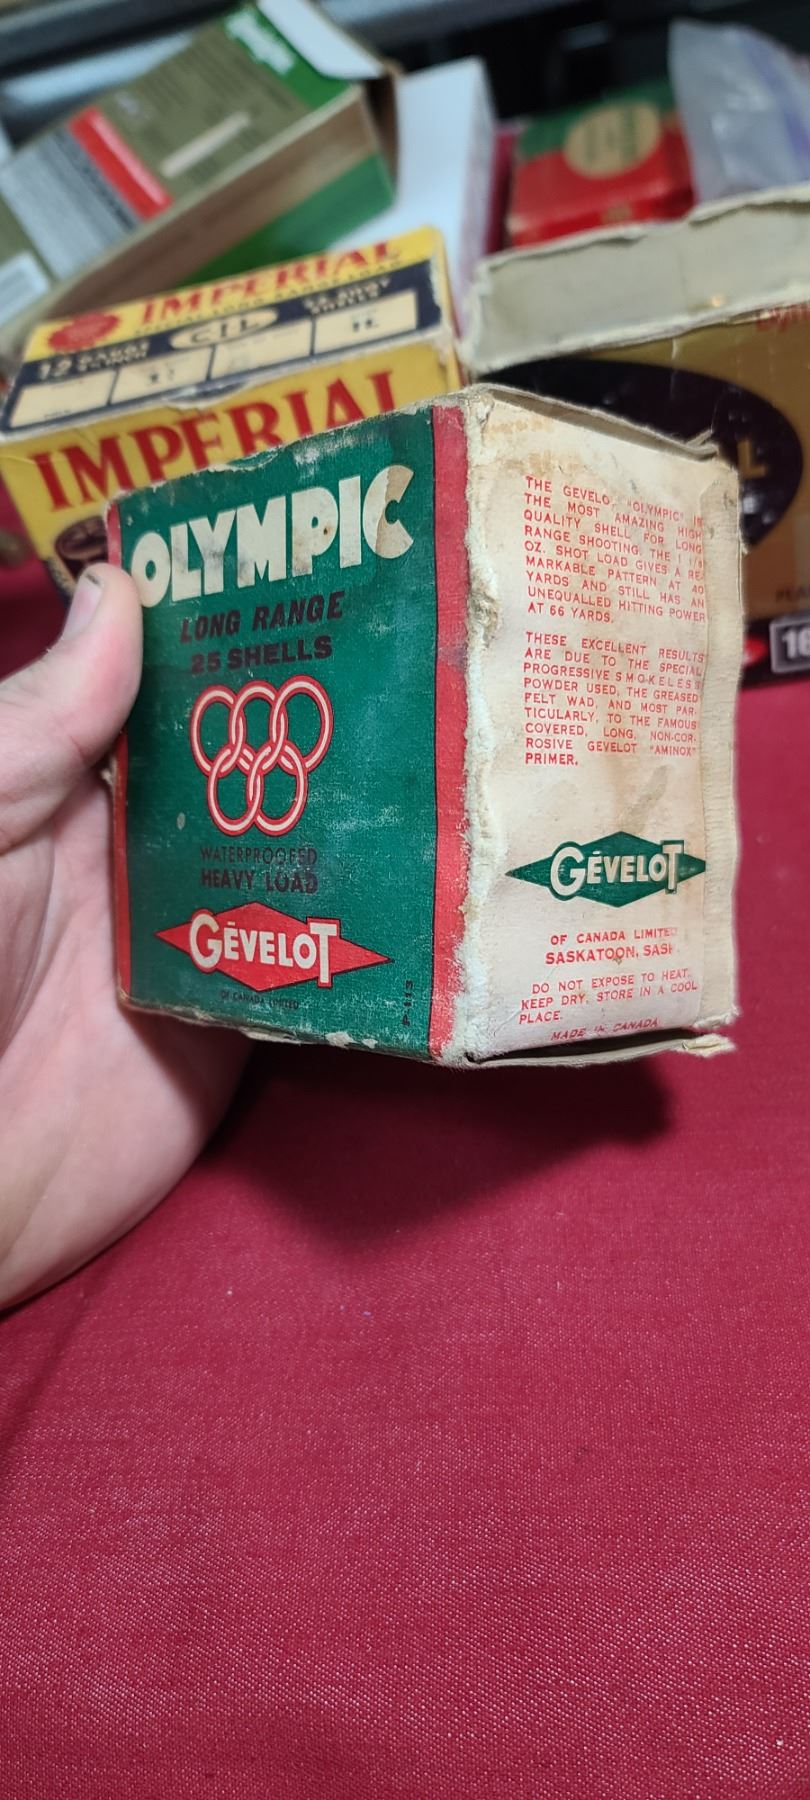 IMPERIAL
CIL
12
IMPERIAL
16
OLYMPIC
LONG RANGE
25 SHELLS
WATERPROOFED
HEAVY LOAD
GÉVELOT
OF CANADA LIMITED
P-113
THE GEVELO "OLYMPIC" IS
THE MOST AMAZING HIGH
QUALITY SHELL FOR LONG
RANGE SHOOTING. THE 1 1/8
OZ. SHOT LOAD GIVES A RE-
MARKABLE PATTERN AT 40
YARDS AND STILL HAS AN
UNEQUALLED HITTING POWER
AT 66 YARDS.
THESE EXCELLENT RESULTS
ARE DUE TO THE SPECIAL
PROGRESSIVE SMOKELESS
POWDER USED, THE GREASED
FELT WAD, AND MOST PAR-
TICULARLY, TO THE FAMOUS
COVERED, LONG, NON-COR-
ROSIVE GEVELOT "AMINOX"
PRIMER.
GÉVELOT
OF CANADA LIMITED
SASKATOON, SASK
DO NOT EXPOSE TO HEAT.
KEEP DRY. STORE IN A COOL
PLACE.
MADE IN CANADA